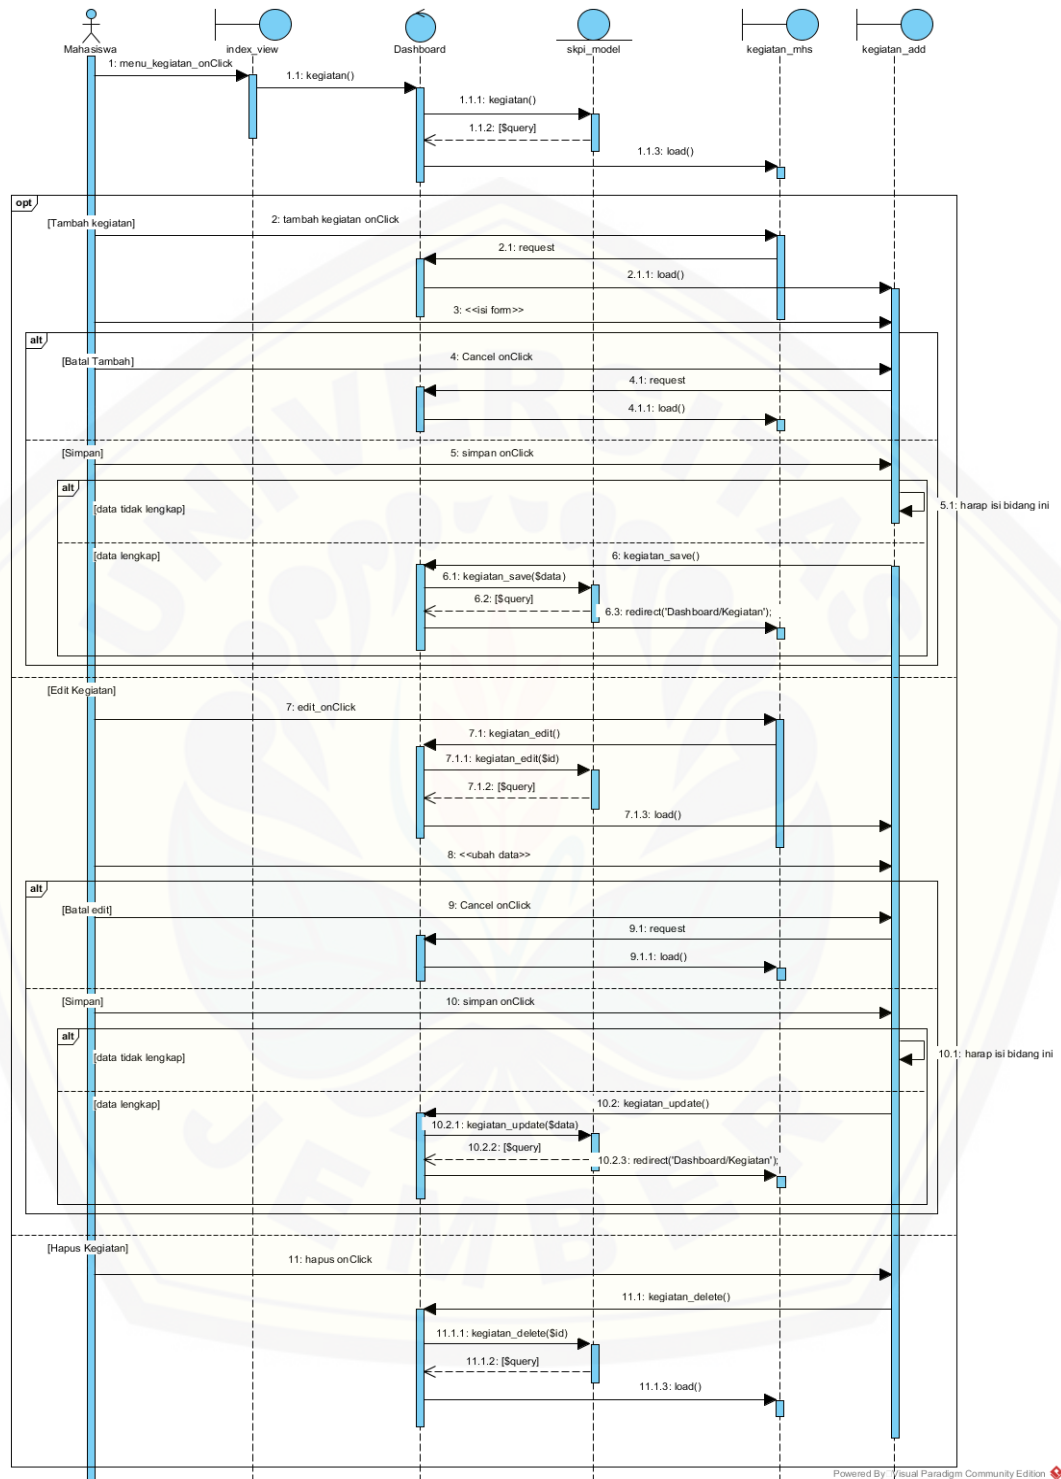 Mahasiswa
index_view
Dashboard
skpi_model
kegiatan_mhs
kegiatan_add
1: menu_kegiatan_onClick
1.1: kegiatan()
1.1.1: kegiatan()
1.1.2: [$query]
1.1.3: load()
opt
[Tambah kegiatan]
2: tambah kegiatan onClick
2.1: request
2.1.1: load()
3: <<isi form>>
alt
[Batal Tambah]
4: Cancel onClick
4.1: request
4.1.1: load()
[Simpan]
5: simpan onClick
alt
[data tidak lengkap]
5.1: harap isi bidang ini
[data lengkap]
6: kegiatan_save()
6.1: kegiatan_save($data)
6.2: [$query]
6.3: redirect('Dashboard/Kegiatan');
[Edit Kegiatan]
7: edit_onClick
7.1: kegiatan_edit()
7.1.1: kegiatan_edit($id)
7.1.2: [$query]
7.1.3: load()
8: <<ubah data>>
alt
[Batal edit]
9: Cancel onClick
9.1: request
9.1.1: load()
[Simpan]
10: simpan onClick
alt
[data tidak lengkap]
10.1: harap isi bidang ini
[data lengkap]
10.2: kegiatan_update()
10.2.1: kegiatan_update($data)
10.2.2: [$query]
10.2.3: redirect('Dashboard/Kegiatan');
[Hapus Kegiatan]
11: hapus onClick
11.1: kegiatan_delete()
11.1.1: kegiatan_delete($id)
11.1.2: [$query]
11.1.3: load()
UNIVERSITAS
JEMBER
Powered By Visual Paradigm Community Edition